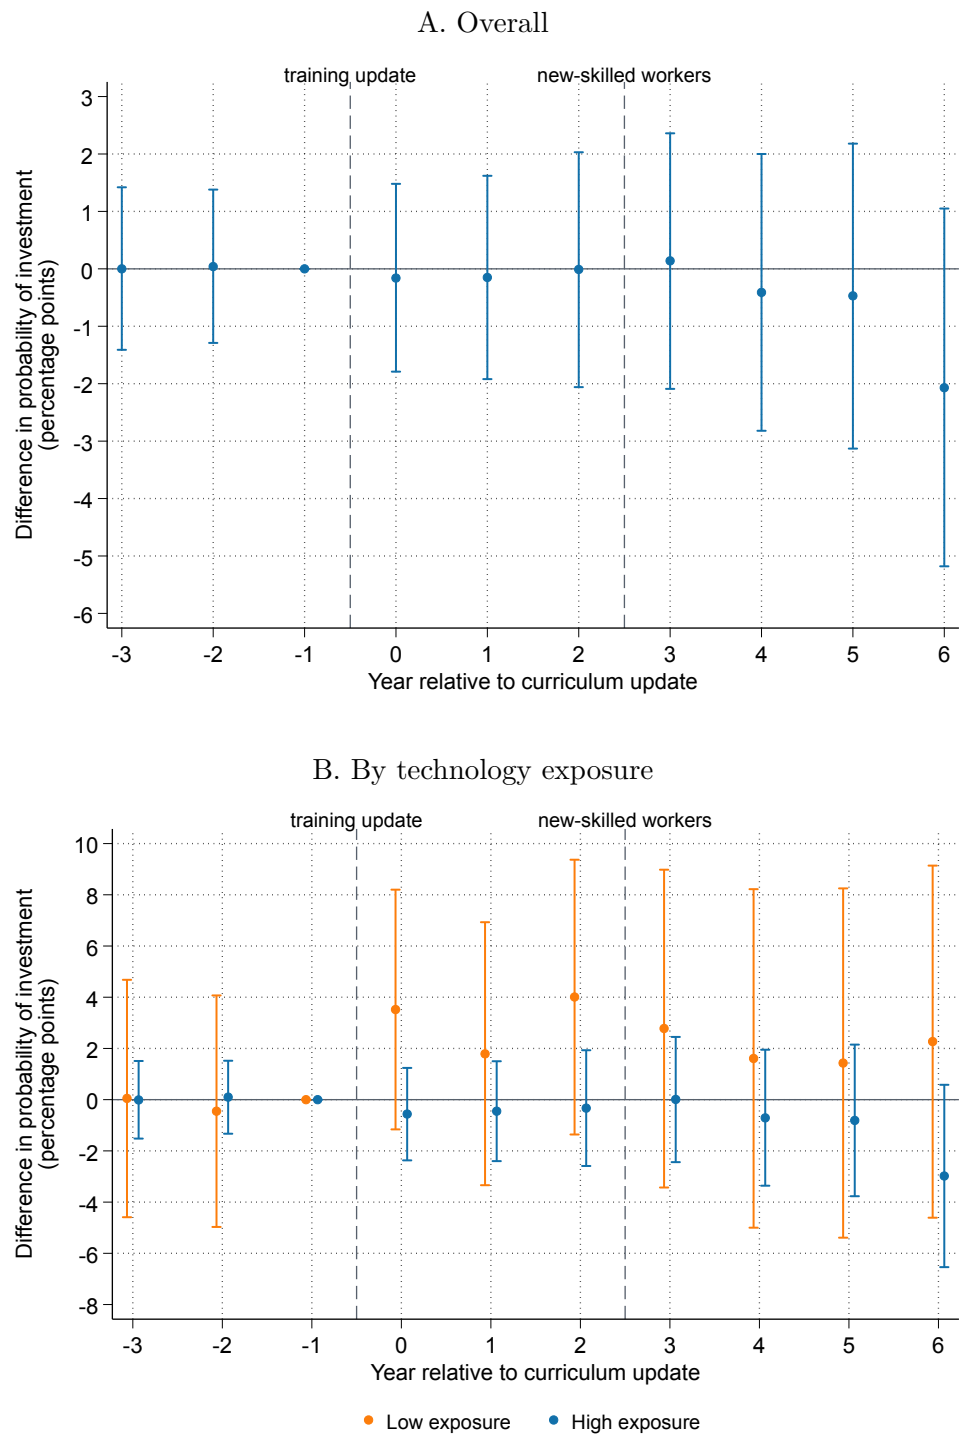 A. Overall
training update new-skilled workers
3
2
1
0
-1
-2
-3
-4
-5
-6
Difference in probability of investment
(percentage points)
-3 -2 -1 0 1 2 3 4 5 6
Year relative to curriculum update
B. By technology exposure
training update new-skilled workers
10
8
6
4
2
0
-2
-4
-6
-8
Difference in probability of investment
(percentage points)
-3 -2 -1 0 1 2 3 4 5 6
Year relative to curriculum update
Low exposure High exposure